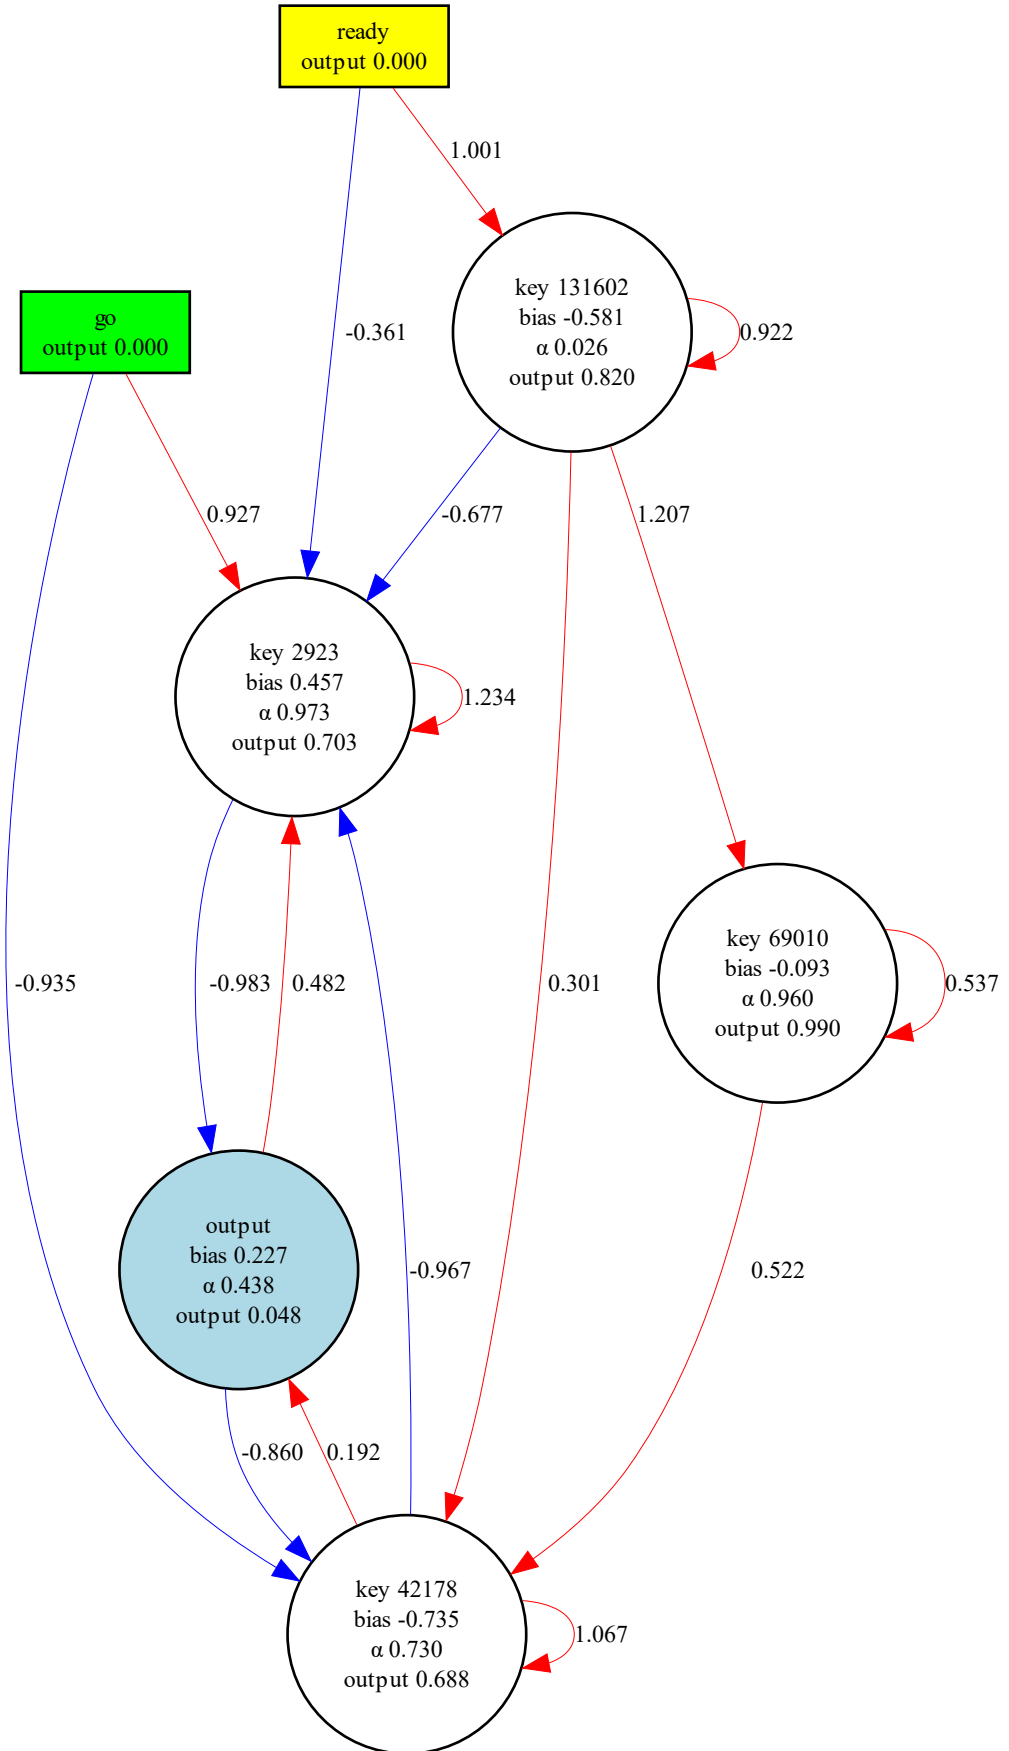 ready
output 0.000
1.001
key 131602
bias -0.581
α 0.026
output 0.820
0.922
go
output 0.000
-0.361
0.927
-0.677
1.207
key 2923
bias 0.457
α 0.973
output 0.703
1.234
key 69010
bias -0.093
α 0.960
output 0.990
0.537
-0.935
-0.983
0.482
0.301
output
bias 0.227
α 0.438
output 0.048
-0.967
0.522
-0.860
0.192
key 42178
bias -0.735
α 0.730
output 0.688
1.067